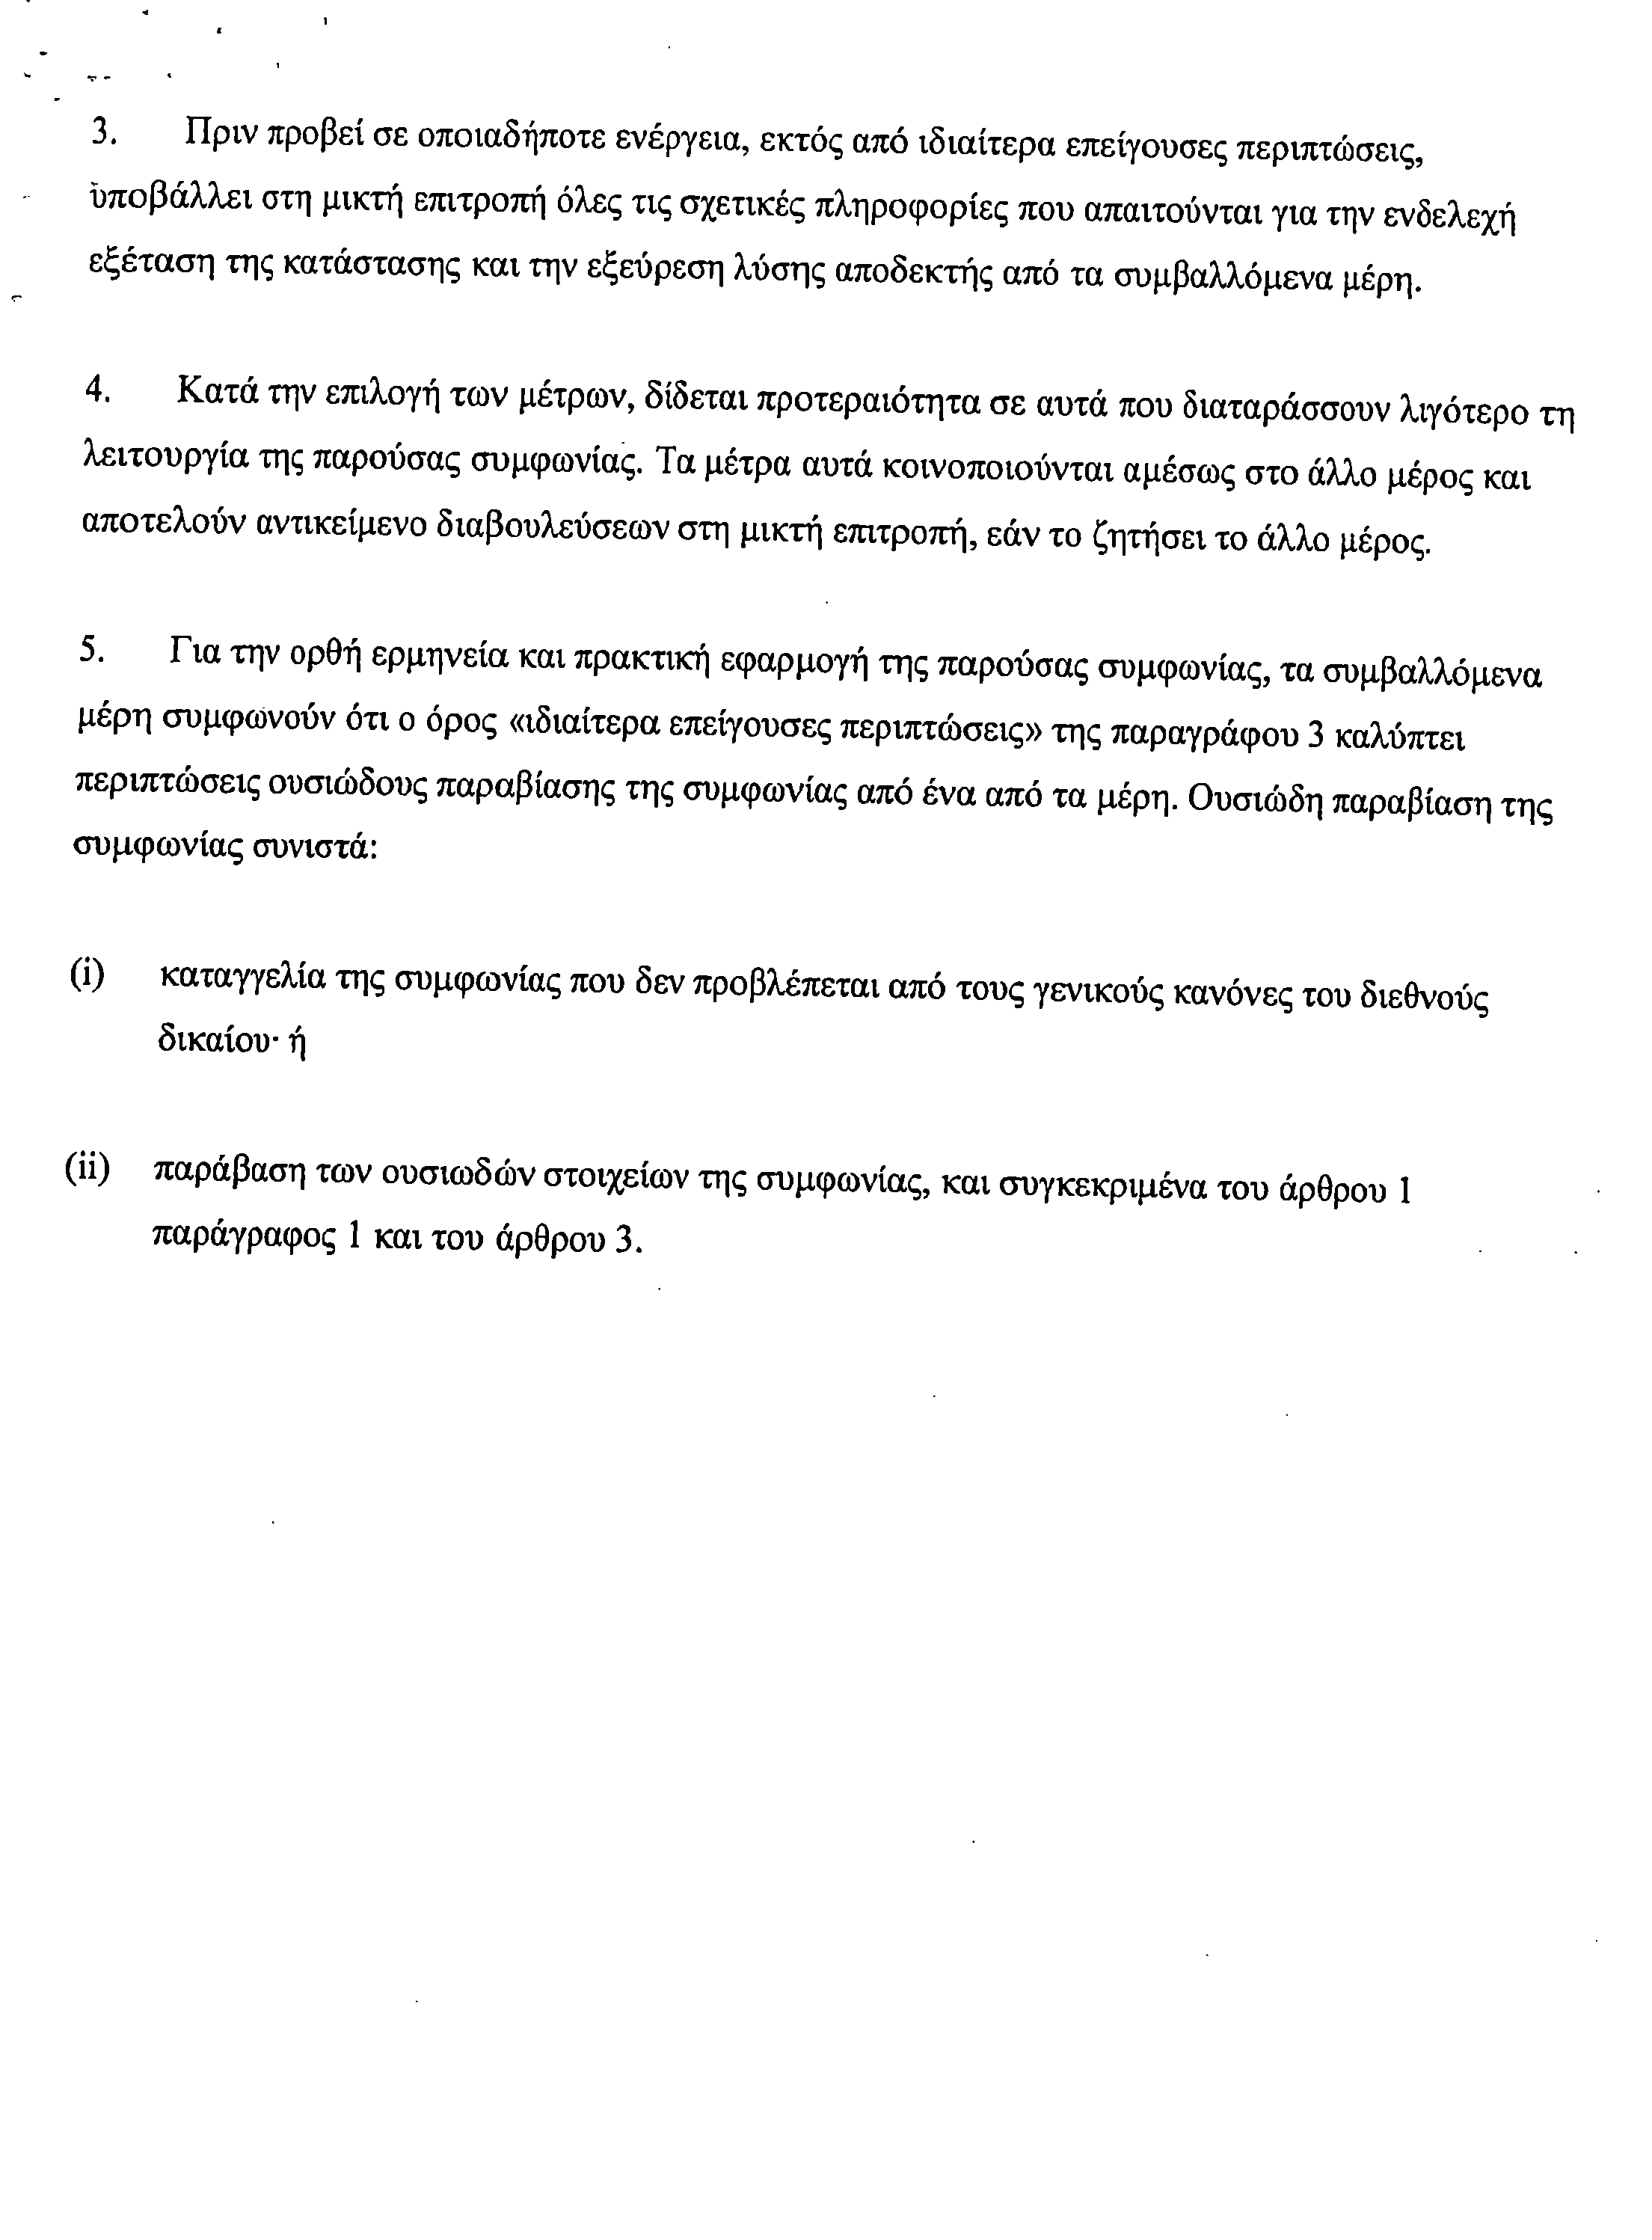 3. Πριν προβεί σε οποιαδήποτε ενέργεια, εκτός από ιδιαίτερα επείγουσες περιπτώσεις,
υποβάλλει στη μικτή επιτροπή όλες τις σχετικές πληροφορίες που απαιτούνται για την ενδελεχή
εξέταση της κατάστασης και την εξεύρεση λύσης αποδεκτής από τα συμβαλλόμενα μέρη.
4. Κατά την επιλογή των μέτρων, δίδεται προτεραιότητα σε αυτά που διαταράσσουν λιγότερο τη
λειτουργία της παρούσας συμφωνίας. Τα μέτρα αυτά κοινοποιούνται αμέσως στο άλλο μέρος και
αποτελούν αντικείμενο διαβουλεύσεων στη μικτή επιτροπή, εάν το ζητήσει το άλλο μέρος.
5. Για την ορθή ερμηνεία και πρακτική εφαρμογή της παρούσας συμφωνίας, τα συμβαλλόμενα
μέρη συμφωνούν ότι ο όρος «ιδιαίτερα επείγουσες περιπτώσεις» της παραγράφου 3 καλύπτει
περιπτώσεις ουσιώδους παραβίασης της συμφωνίας από ένα από τα μέρη. Ουσιώδη παραβίαση της
συμφωνίας συνιστά:
(i) καταγγελία της συμφωνίας που δεν προβλέπεται από τους γενικούς κανόνες του διεθνούς
δικαίου· ή
(ii) παράβαση των ουσιωδών στοιχείων της συμφωνίας, και συγκεκριμένα του άρθρου 1
παράγραφος 1 και του άρθρου 3.